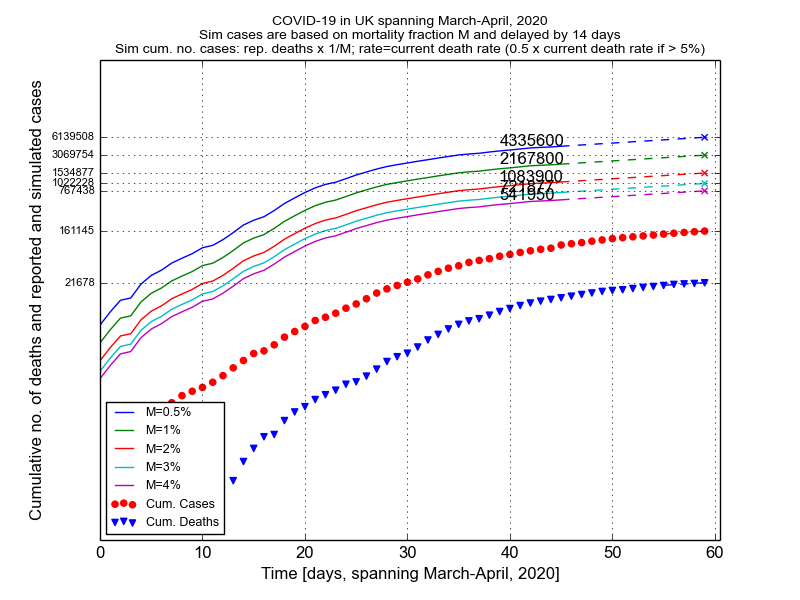 COVID-19 in UK spanning March-April, 2020
Sim cases are based on mortality fraction M and delayed by 14 days
Sim cum. no. cases: rep. deaths x 1/M; rate=current death rate (0.5 x current death rate if > 5%)
Cumulative no. of deaths and reported and simulated cases
6139508
3069754
1534877
1022228
767438
161145
21678
4335600
2167800
1083900
721877
541950
M=0.5%
M=1%
M=2%
M=3%
M=4%
Cum. Cases
Cum. Deaths
0 10 20 30 40 50 60
Time [days, spanning March-April, 2020]